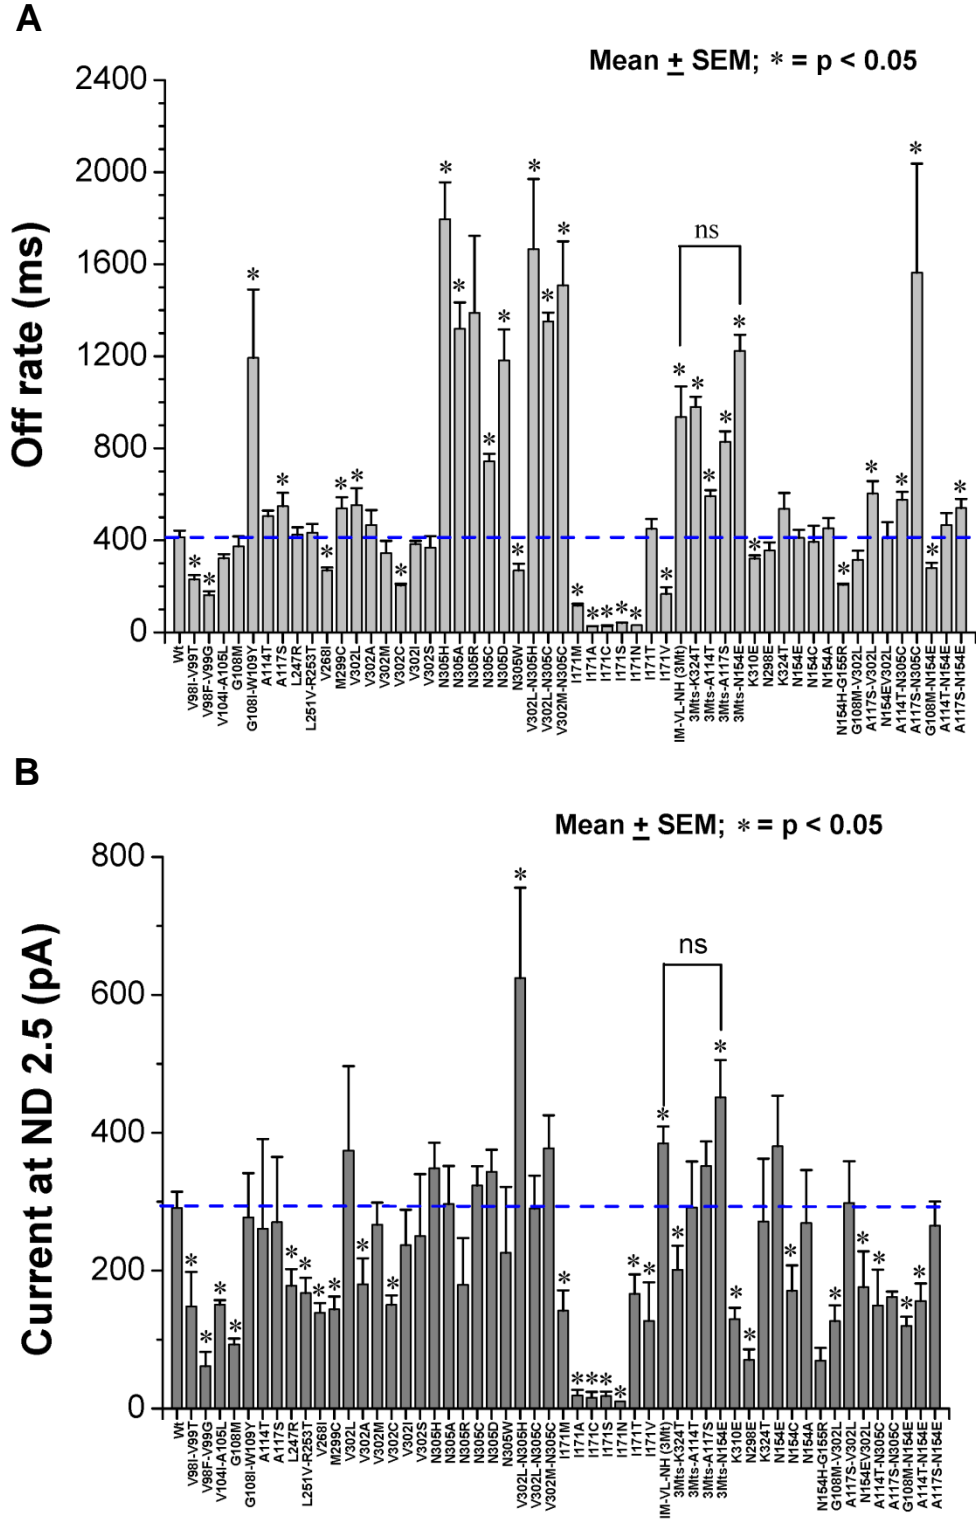 A
Mean ± SEM; * = p < 0.05
Off rate (ms)
2400
2000
1600
1200
800
400
0
ns
Wt
V98I-V99T
V98F-V99G
V104I-A105L
G108M
G108I-W109Y
A114T
A117S
L247R
L251V-R253T
V268I
M299C
V302L
V302A
V302M
V302C
V302I
V302S
N305H
N305A
N305R
N305C
N305D
N305W
V302L-N305H
V302L-N305C
V302M-N305C
I171M
I171A
I171C
I171S
I171N
I171T
I171V
IM-VL-NH (3Mt)
3Mts-K324T
3Mts-A114T
3Mts-A117S
3Mts-N154E
K310E
N298E
K324T
N154E
N154C
N154A
N154H-G155R
G108M-V302L
A117S-V302L
N154EV302L
A114T-N305C
A117S-N305C
G108M-N154E
A114T-N154E
A117S-N154E
B
Mean ± SEM; * = p < 0.05
Current at ND 2.5 (pA)
800
600
400
200
0
ns
Wt
V98I-V99T
V98F-V99G
V104I-A105L
G108M
G108I-W109Y
A114T
A117S
L247R
L251V-R253T
V268I
M299C
V302L
V302A
V302M
V302C
V302I
V302S
N305H
N305A
N305R
N305C
N305D
N305W
V302L-N305H
V302L-N305C
V302M-N305C
I171M
I171A
I171C
I171S
I171N
I171T
I171V
IM-VL-NH (3Mt)
3Mts-K324T
3Mts-A114T
3Mts-A117S
3Mts-N154E
K310R
N298E
K324T
N154E
N154C
N154A
N154H-G155R
G108M-V302L
A117S-V302L
N154EV302L
A114T-N305C
A117S-N305C
G108M-N154E
A114T-N154E
A117S-N154E